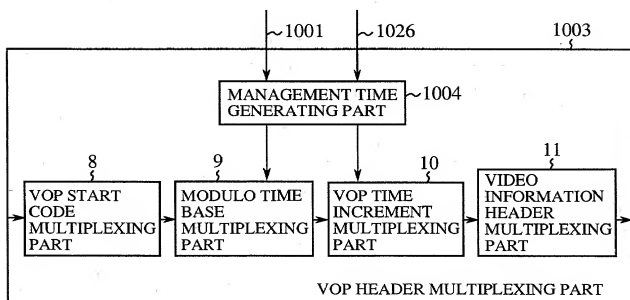 1001
1026
1003
MANAGEMENT TIME
GENERATING PART
1004
8
VOP START
CODE
MULTIPLEXING
PART
9
MODULO TIME
BASE
MULTIPLEXING
PART
10
VOP TIME
INCREMENT
MULTIPLEXING
PART
11
VIDEO
INFORMATION
HEADER
MULTIPLEXING
PART
VOP HEADER MULTIPLEXING PART